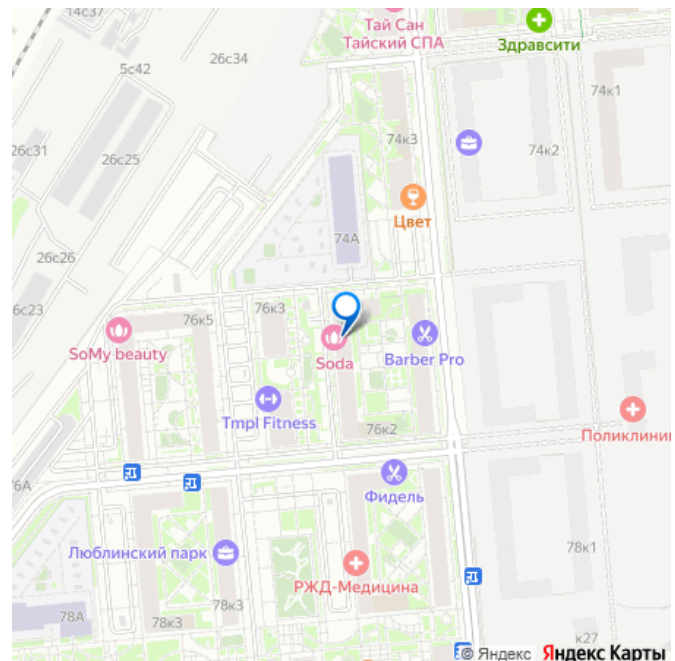 14с37
Тай Сан
Тайский СПА
Здравсити
5с42
26с34
74к1
26с31
26с25
74к3
74к2
Цвет
74А
26с26
6с23
76к5
76к3
SoMy beauty
Soda
Barber Pro
Tmpl Fitness
76к2
Поликлини
76А
Фидель
Люблинский парк
РЖД-Медицина
78к1
78А
78к3
78к3
к27
© Яндекс Яндекс Карты